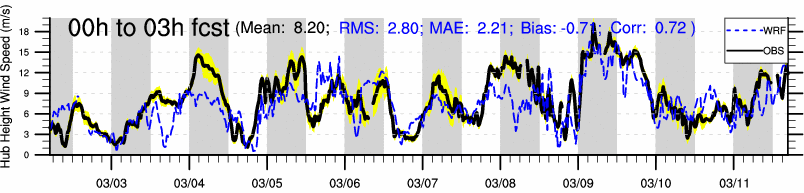 00h to 03h fcst (Mean: 8.20; RMS: 2.80; MAE: 2.21; Bias: -0.71; Corr: 0.72 )
Hub Height Wind Speed (m/s)
18
15
12
9
6
3
0
WRF
OBS
03/03 03/04 03/05 03/06 03/07 03/08 03/09 03/10 03/11